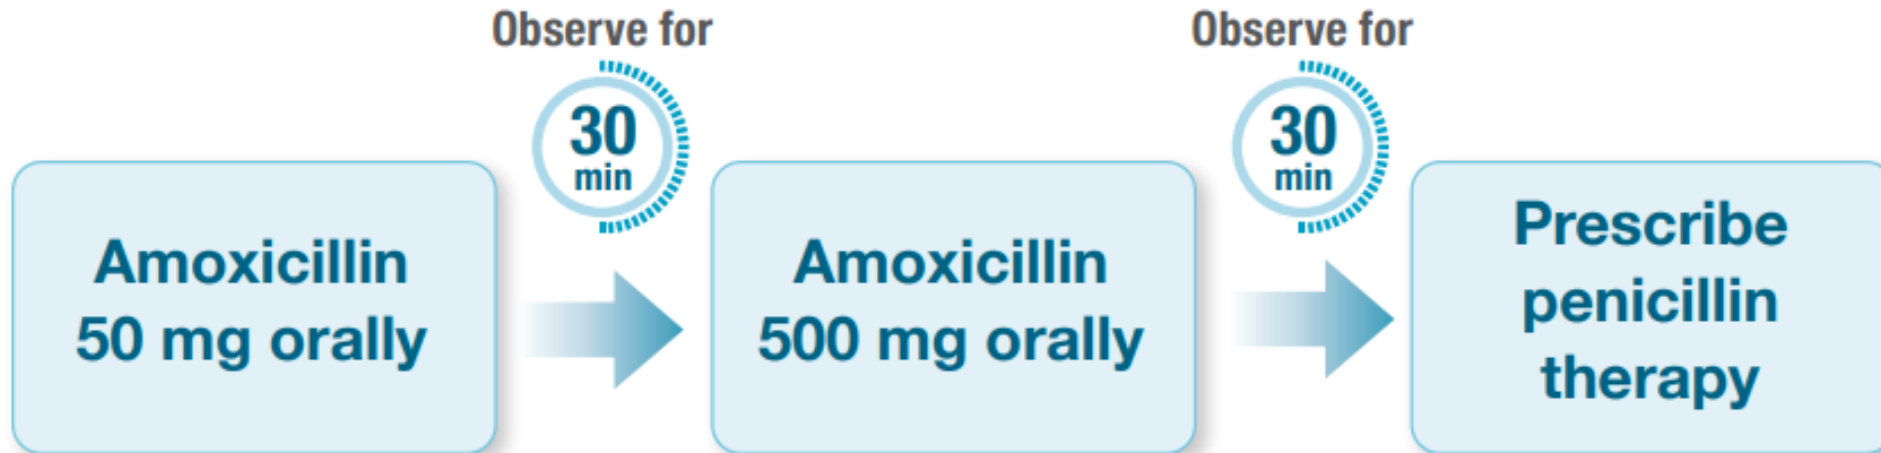 Observe for
30
min
Observe for
30
min
Amoxicillin
50 mg orally
Amoxicillin
500 mg orally
Prescribe
penicillin
therapy